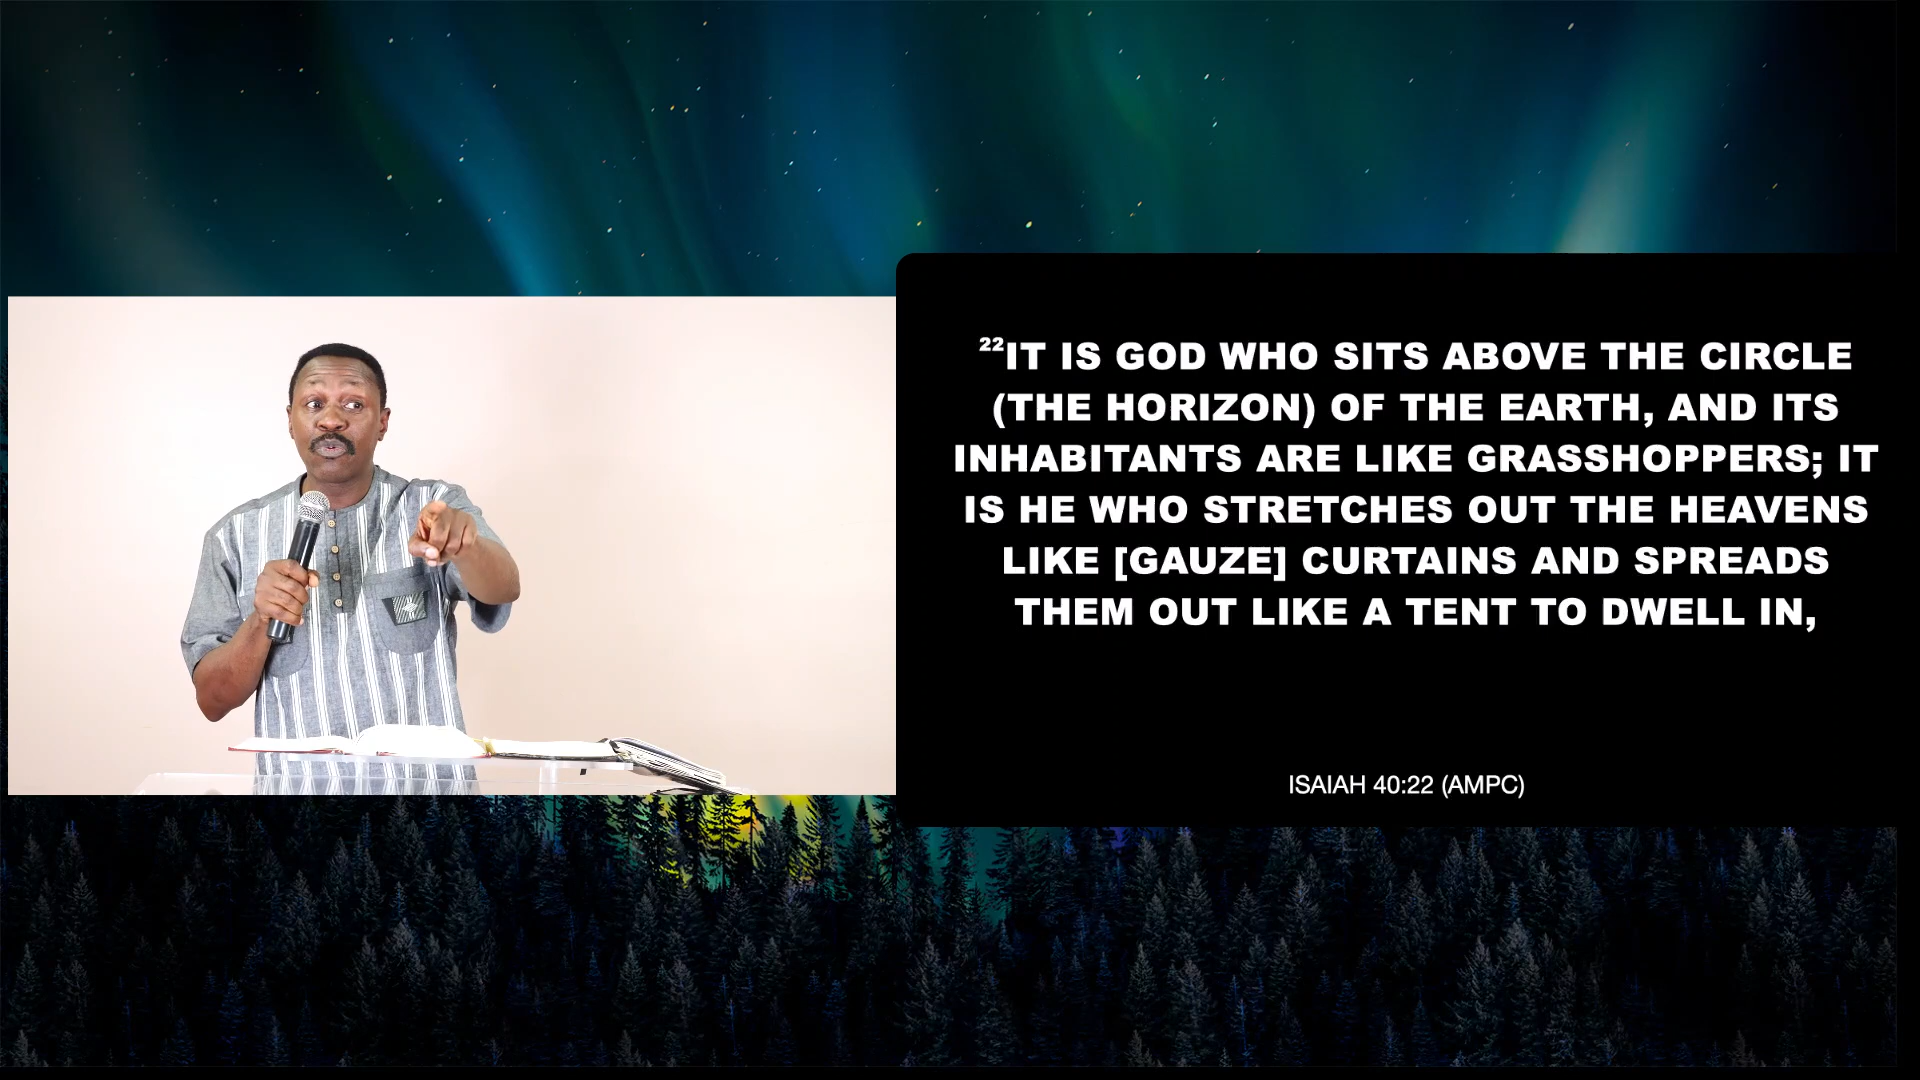 ²²IT IS GOD WHO SITS ABOVE THE CIRCLE
(THE HORIZON) OF THE EARTH, AND ITS
INHABITANTS ARE LIKE GRASSHOPPERS; IT
IS HE WHO STRETCHES OUT THE HEAVENS
LIKE [GAUZE] CURTAINS AND SPREADS
THEM OUT LIKE A TENT TO DWELL IN,
ISAIAH 40:22 (AMPC)